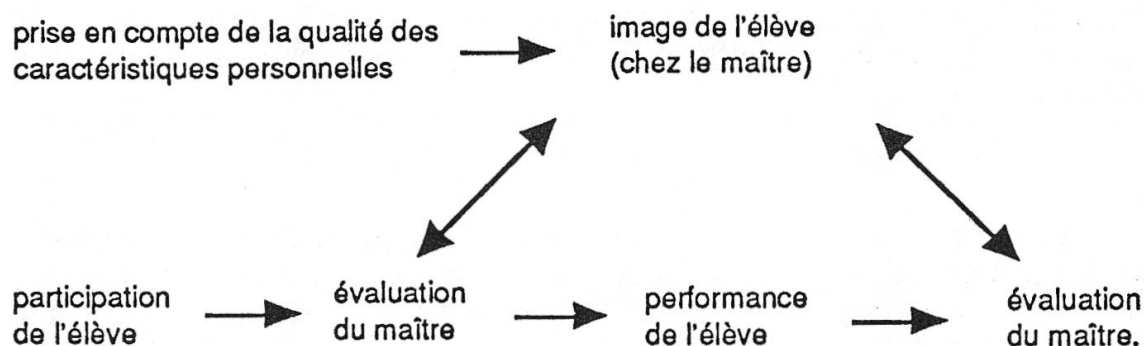 prise en compte de la qualité des
caractéristiques personnelles
image de l'élève
(chez le maître)
participation
de l'élève
évaluation
du maître
performance
de l'élève
évaluation
du maître.